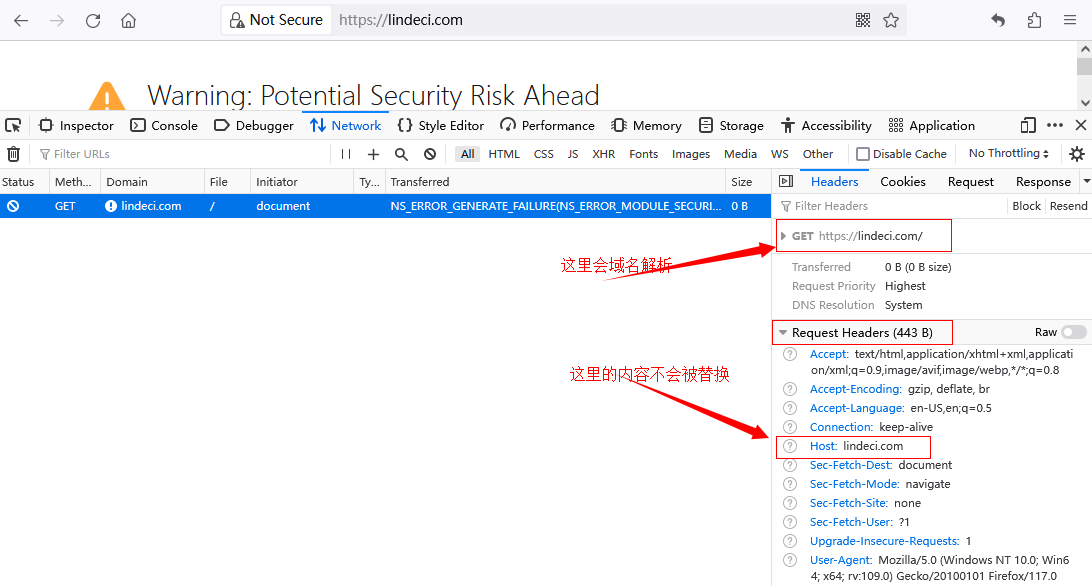 Not Secure https://lindeci.com
Warning: Potential Security Risk Ahead
Inspector Console Debugger Network Style Editor Performance Memory Storage Accessibility Application
Filter URLs All HTML CSS JS XHR Fonts Images Media WS Other Disable Cache No Throttling
Status Meth... Domain File Initiator Ty... Transferred Size Headers Cookies Request Response
GET lindeci.com / document NS_ERROR_GENERATE_FAILURE(NS_ERROR_MODULE_SECURI... 0 B
Filter Headers Block Resend
GET https://lindeci.com/
这里会域名解析
Transferred 0 B (0 B size)
Request Priority Highest
DNS Resolution System
Request Headers (443 B) Raw
Accept: text/html,application/xhtml+xml,applicati
on/xml;q=0.9,image/avif,image/webp,*/*;q=0.8
这里的内容不会被替换
Accept-Encoding: gzip, deflate, br
Accept-Language: en-US,en;q=0.5
Connection: keep-alive
Host: lindeci.com
Sec-Fetch-Dest: document
Sec-Fetch-Mode: navigate
Sec-Fetch-Site: none
Sec-Fetch-User: ?1
Upgrade-Insecure-Requests: 1
User-Agent: Mozilla/5.0 (Windows NT 10.0; Win6
4; x64; rv:109.0) Gecko/20100101 Firefox/117.0